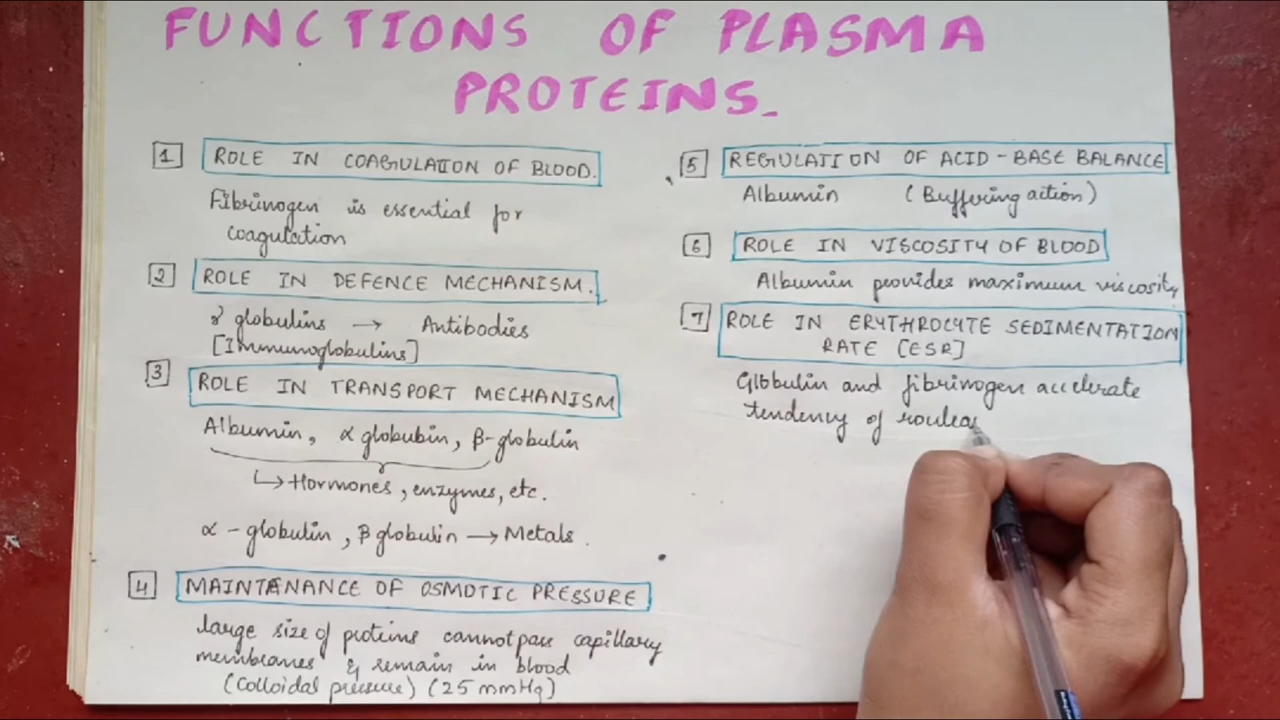 FUNCTIONS OF PLASMA
PROTEINS.
1 ROLE IN COAGULATION OF BLOOD.
Fibrinogen is essential for
coagulation
2 ROLE IN DEFENCE MECHANISM.
γ globulins → Antibodies
[Immunoglobulins]
3 ROLE IN TRANSPORT MECHANISM
Albumin, α globubin, β-globulin
↳ Hormones, enzymes, etc.
α-globulin, β globulin → Metals.
4 MAINTENANCE OF OSMOTIC PRESSURE
large size of proteins cannot pass capillary
membranes & remain in blood
(Colloidal pressure) (25 mmHg)
5 REGULATION OF ACID-BASE BALANCE
Albumin (Buffering action)
6 ROLE IN VISCOSITY OF BLOOD
Albumin provides maximum viscosity
7 ROLE IN ERYTHROCYTE SEDIMENTATION
RATE [ESR]
Globulin and fibrinogen accelerate
tendency of roulea